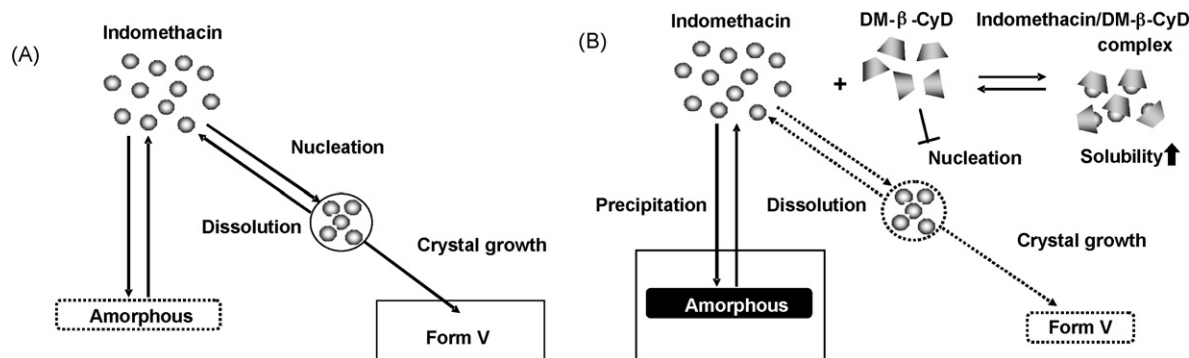 (A)
Indomethacin
Nucleation
Dissolution
Crystal growth
Amorphous
Form V
(B)
Indomethacin
DM-β-CyD
Indomethacin/DM-β-CyD
complex
+
Nucleation
Solubility
Precipitation
Dissolution
Crystal growth
Amorphous
Form V